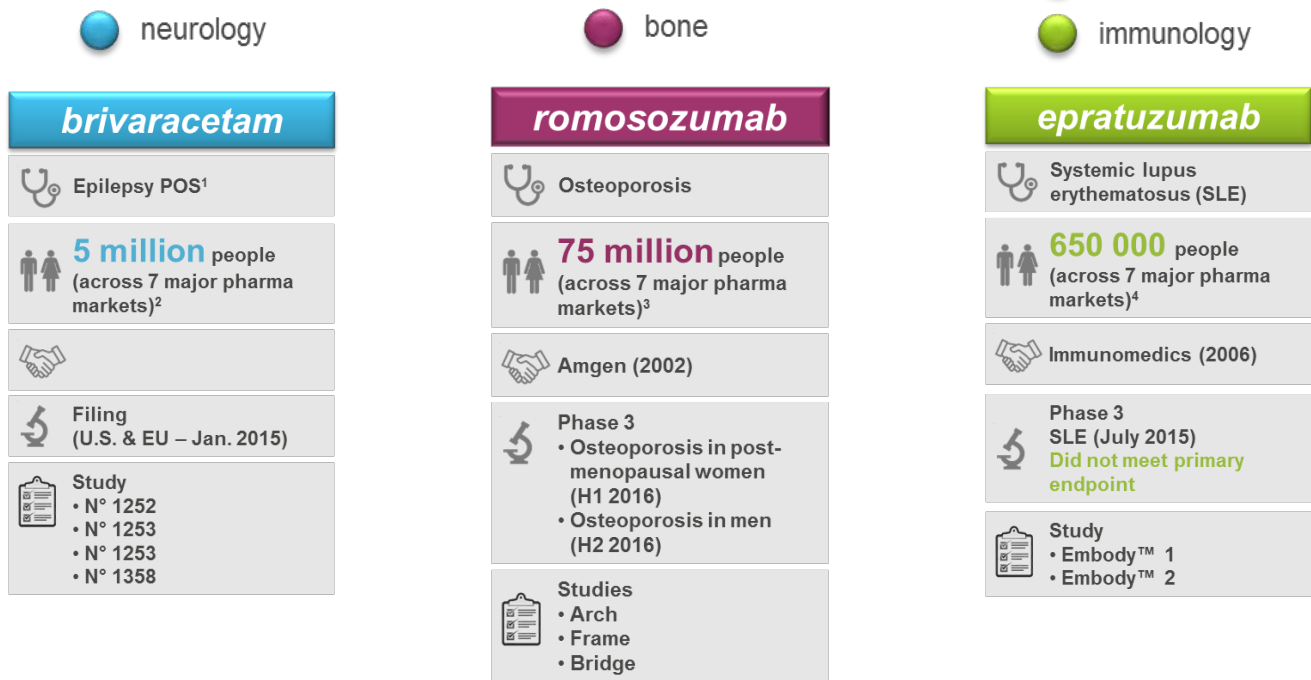 neurology
brivaracetam
Epilepsy POS¹
5 million people
(across 7 major pharma
markets)²
Filing
(U.S. & EU – Jan. 2015)
Study
• N° 1252
• N° 1253
• N° 1253
• N° 1358
bone
romosozumab
Osteoporosis
75 million people
(across 7 major pharma
markets)³
Amgen (2002)
Phase 3
• Osteoporosis in post-
menopausal women
(H1 2016)
• Osteoporosis in men
(H2 2016)
Studies
• Arch
• Frame
• Bridge
immunology
epratuzumab
Systemic lupus
erythematosus (SLE)
650 000 people
(across 7 major pharma
markets)⁴
Immunomedics (2006)
Phase 3
SLE (July 2015)
Did not meet primary
endpoint
Study
• Embody™ 1
• Embody™ 2